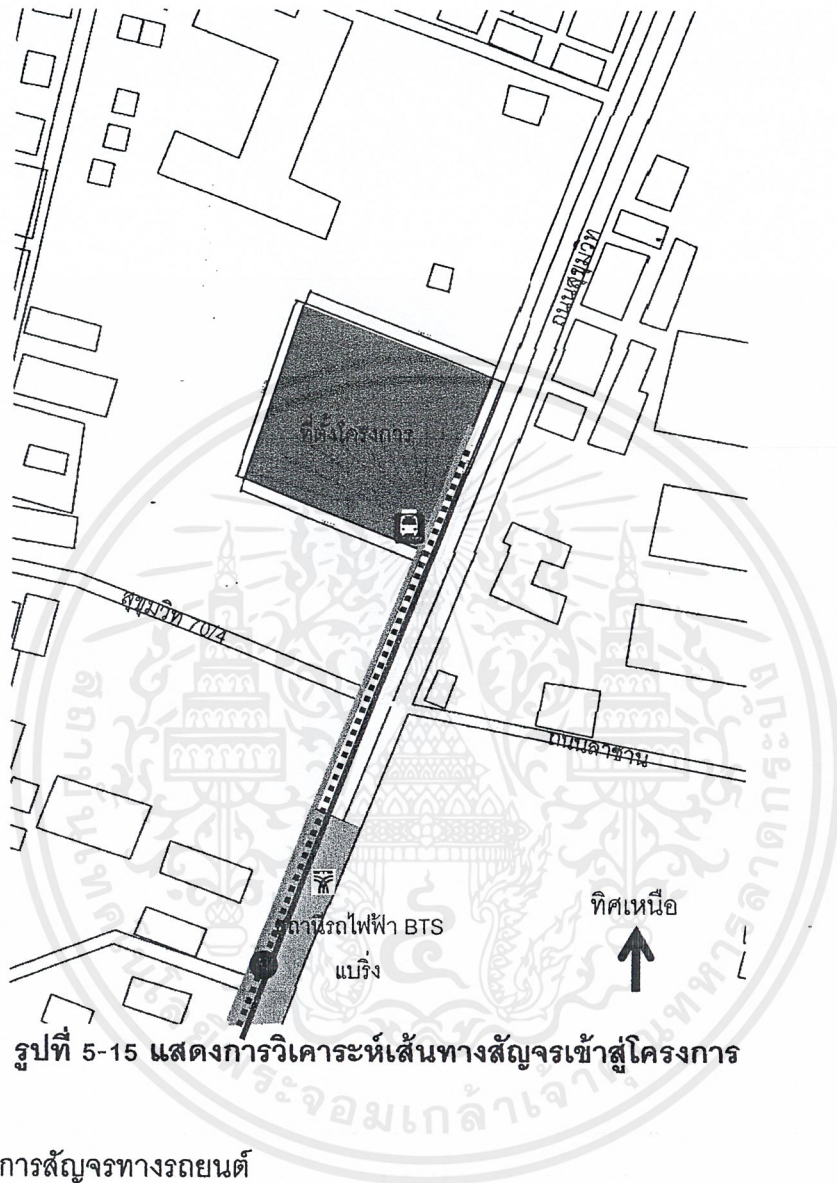 ถนนสุขุมวิท
ที่ตั้งโครงการ
สุขุมวิท 70/4
ถนนลาซาน
ทิศเหนือ
สถานีรถไฟฟ้า BTS
แบริ่ง
รูปที่ 5-15 แสดงการวิเคาระห์เส้นทางสัญจรเข้าสู่โครงการ
การสัญจรทางรถยนต์